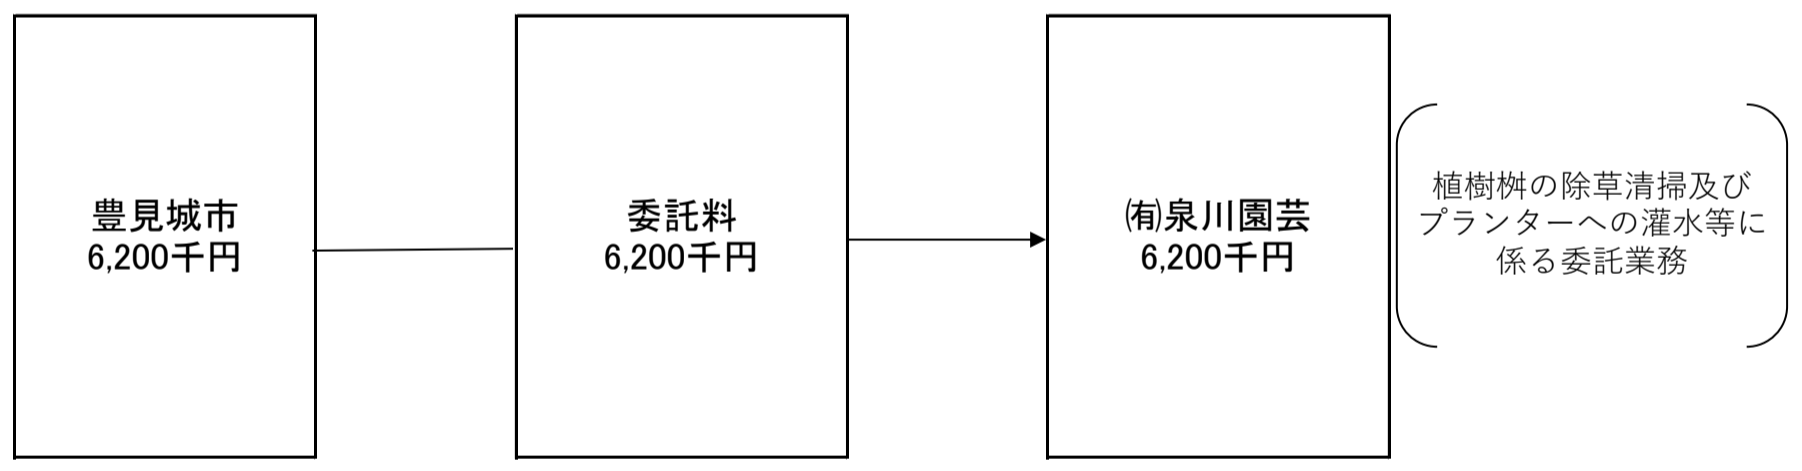 豊見城市
6,200千円
委託料
6,200千円
㈲泉川園芸
6,200千円
植樹桝の除草清掃及び
プランターへの灌水等に
係る委託業務